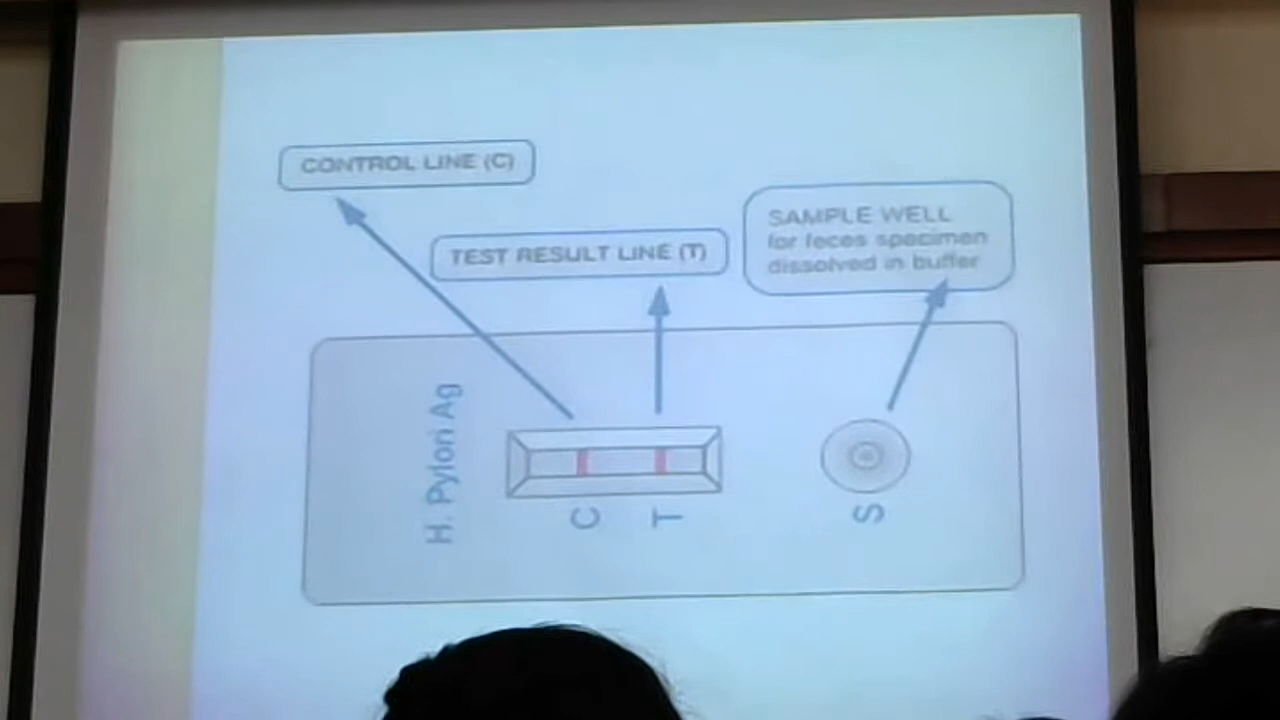 CONTROL LINE (C)
TEST RESULT LINE (T)
SAMPLE WELL
for feces specimen
dissolved in buffer
H. Pylori Ag
C
T
S